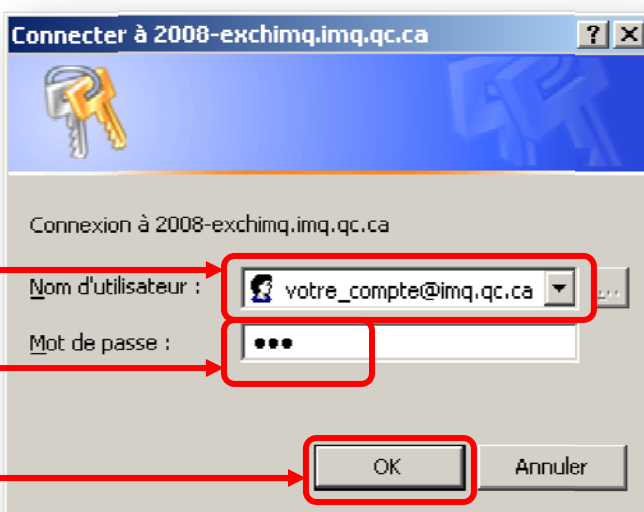 Connecter à 2008-exchimq.imq.qc.ca
Connexion à 2008-exchimq.imq.qc.ca
Nom d'utilisateur : votre_compte@imq.qc.ca ...
Mot de passe : •••
OK Annuler